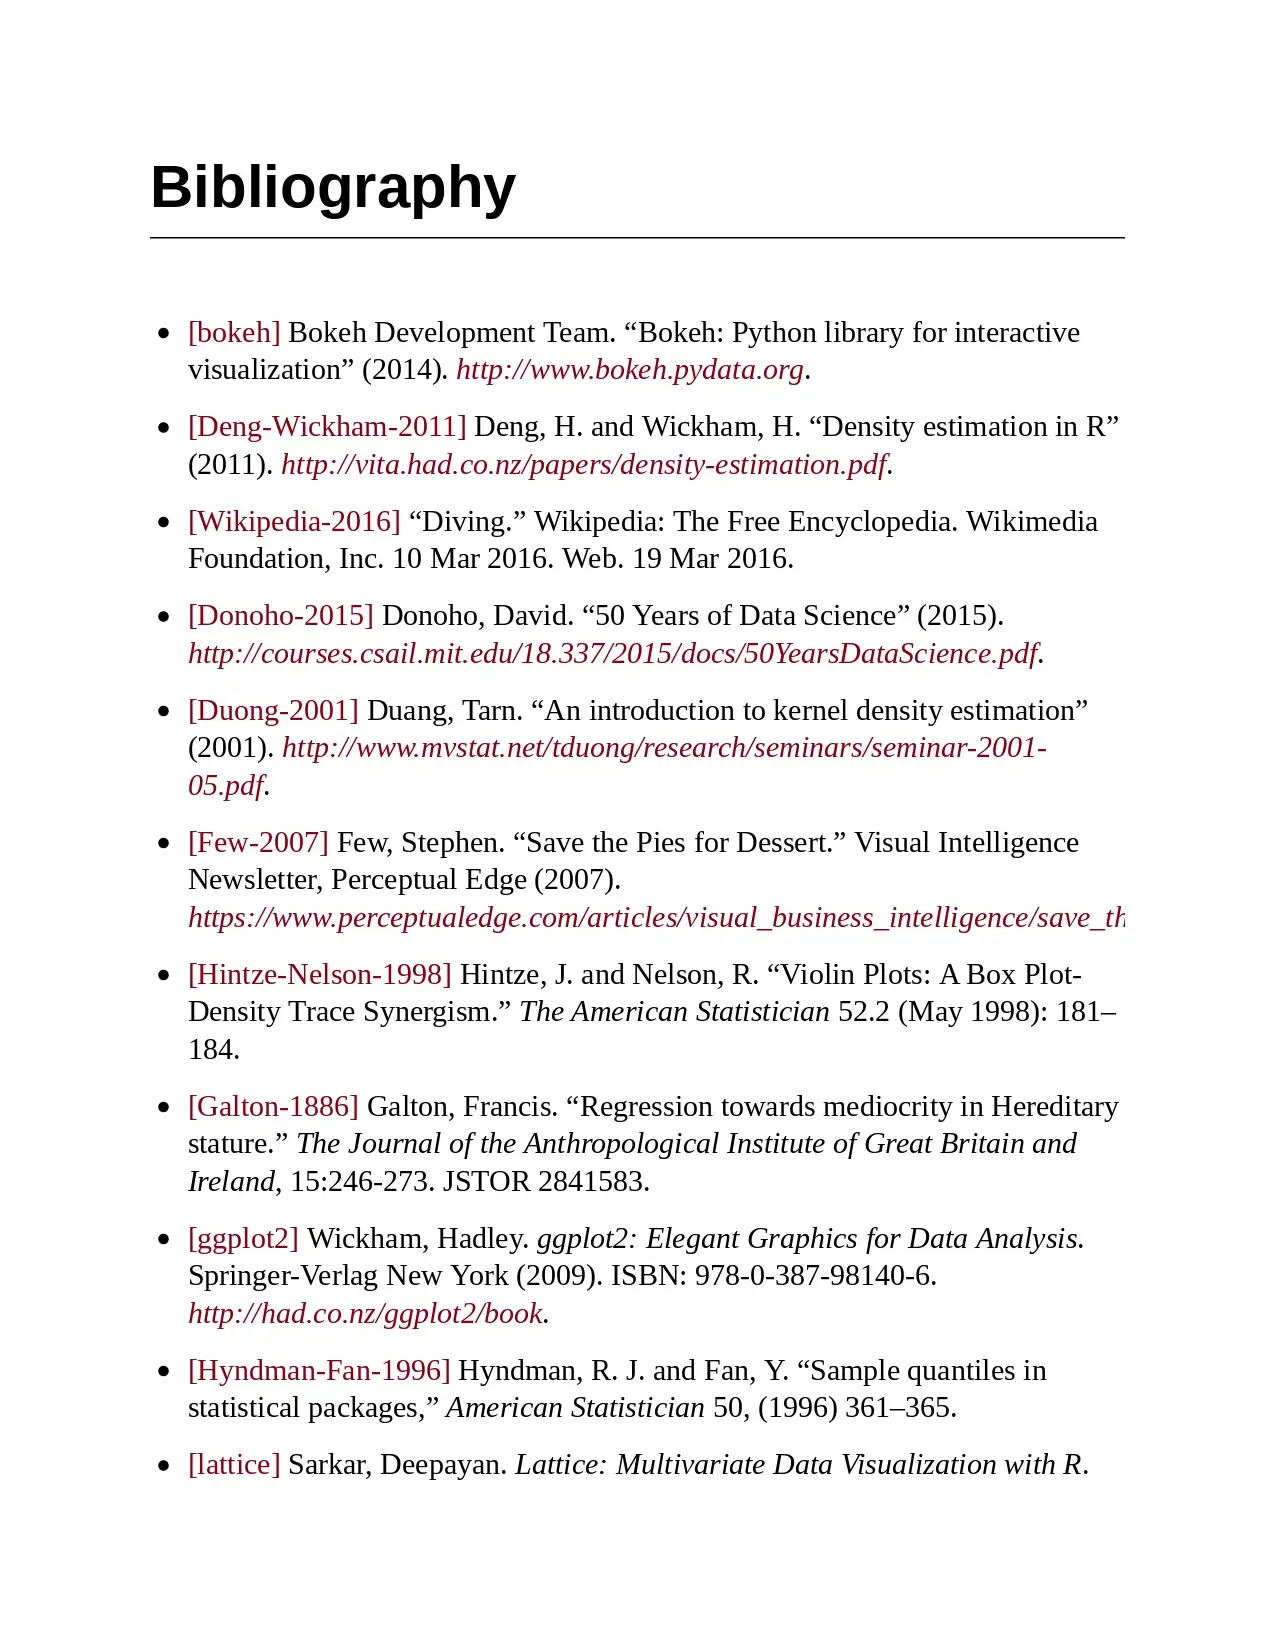 Bibliography
• [bokeh] Bokeh Development Team. “Bokeh: Python library for interactive
visualization” (2014). http://www.bokeh.pydata.org.
• [Deng-Wickham-2011] Deng, H. and Wickham, H. “Density estimation in R”
(2011). http://vita.had.co.nz/papers/density-estimation.pdf.
• [Wikipedia-2016] “Diving.” Wikipedia: The Free Encyclopedia. Wikimedia
Foundation, Inc. 10 Mar 2016. Web. 19 Mar 2016.
• [Donoho-2015] Donoho, David. “50 Years of Data Science” (2015).
http://courses.csail.mit.edu/18.337/2015/docs/50YearsDataScience.pdf.
• [Duong-2001] Duang, Tarn. “An introduction to kernel density estimation”
(2001). http://www.mvstat.net/tduong/research/seminars/seminar-2001-
05.pdf.
• [Few-2007] Few, Stephen. “Save the Pies for Dessert.” Visual Intelligence
Newsletter, Perceptual Edge (2007).
https://www.perceptualedge.com/articles/visual_business_intelligence/save_th
• [Hintze-Nelson-1998] Hintze, J. and Nelson, R. “Violin Plots: A Box Plot-
Density Trace Synergism.” The American Statistician 52.2 (May 1998): 181–
184.
• [Galton-1886] Galton, Francis. “Regression towards mediocrity in Hereditary
stature.” The Journal of the Anthropological Institute of Great Britain and
Ireland, 15:246-273. JSTOR 2841583.
• [ggplot2] Wickham, Hadley. ggplot2: Elegant Graphics for Data Analysis.
Springer-Verlag New York (2009). ISBN: 978-0-387-98140-6.
http://had.co.nz/ggplot2/book.
• [Hyndman-Fan-1996] Hyndman, R. J. and Fan, Y. “Sample quantiles in
statistical packages,” American Statistician 50, (1996) 361–365.
• [lattice] Sarkar, Deepayan. Lattice: Multivariate Data Visualization with R.